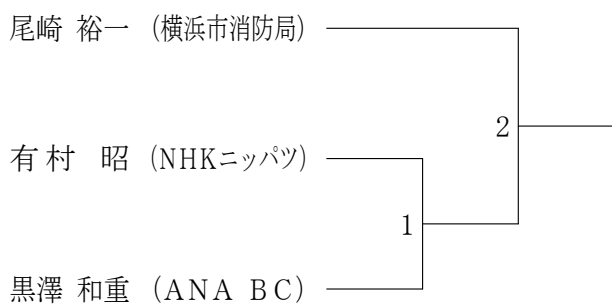 尾崎 裕一 (横浜市消防局)
2
有村 昭 (NHKニッパツ)
1
黒澤 和重 (ANA BC)